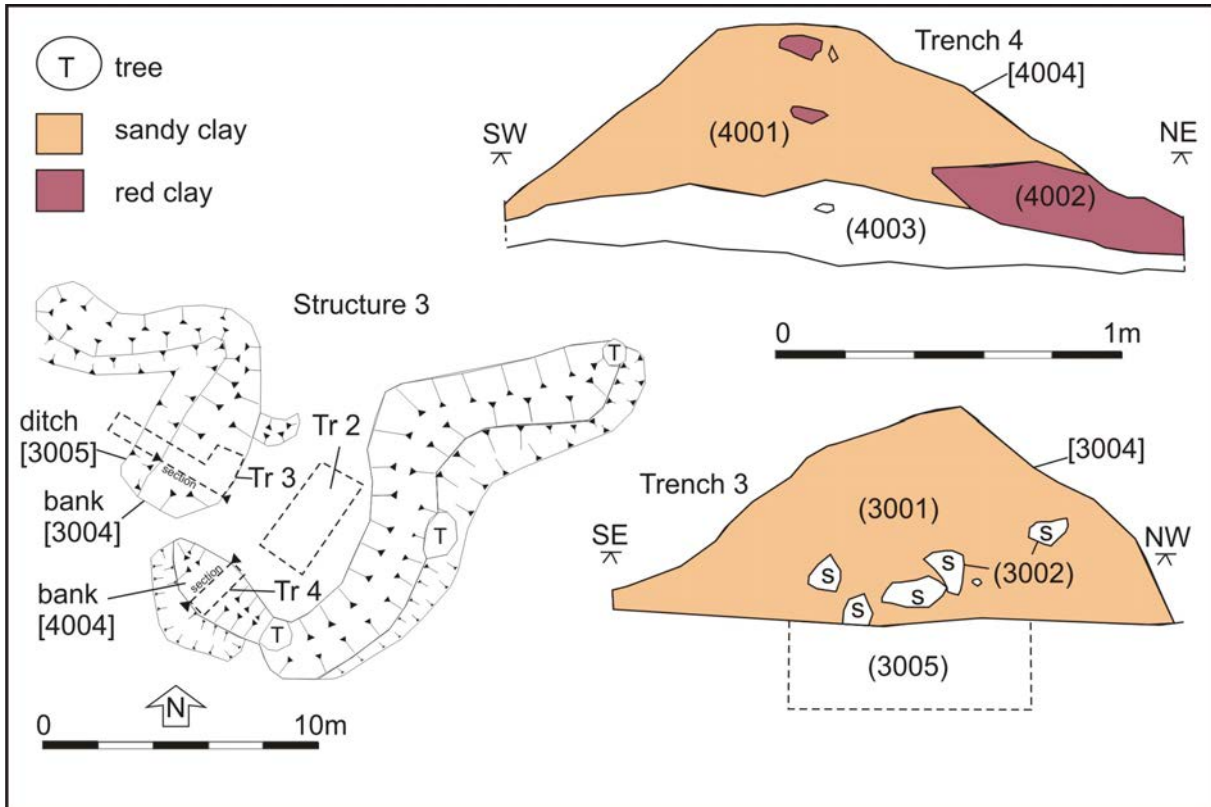 T tree
sandy clay
red clay
Trench 4
[4004]
SW
NE
(4001)
(4002)
(4003)
0 1m
Structure 3
T
ditch
[3005]
Tr 2
section
Tr 3
bank
[3004]
T
section
bank
[4004]
Tr 4
T
N
0 10m
Trench 3
[3004]
(3001)
SE
NW
s
s
s
s
s
(3002)
(3005)